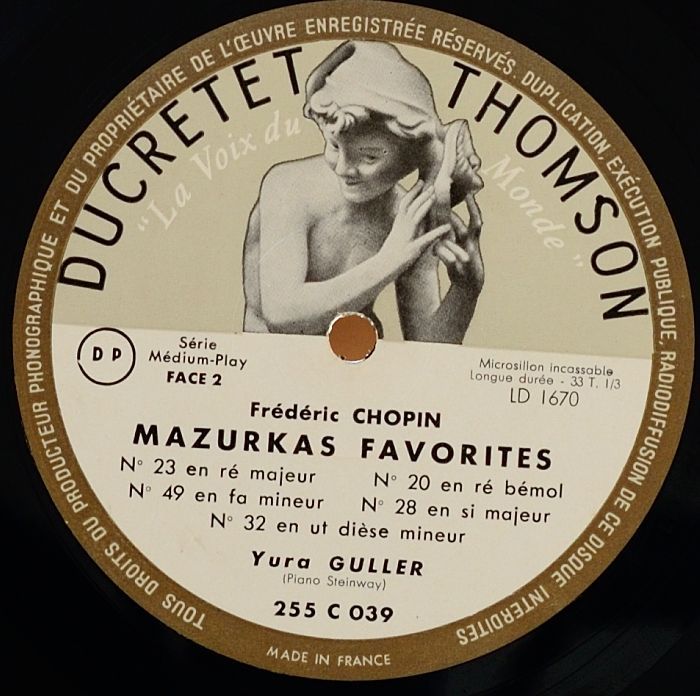 TOUS DROITS DU PRODUCTEUR PHONOGRAPHIQUE ET DU PROPRIÉTAIRE DE L'ŒUVRE ENREGISTRÉE RÉSERVÉS. DUPLICATION, EXÉCUTION PUBLIQUE, RADIODIFFUSION DE CE DISQUE INTERDITES
DUCRETET THOMSON
"La Voix du Monde"
DP
Série
Médium-Play
FACE 2
Microsillon incassable
Longue durée - 33 T. 1/3
LD 1670
Frédéric CHOPIN
MAZURKAS FAVORITES
N° 23 en ré majeur N° 20 en ré bémol
N° 49 en fa mineur N° 28 en si majeur
N° 32 en ut dièse mineur
Yura GULLER
(Piano Steinway)
255 C 039
MADE IN FRANCE